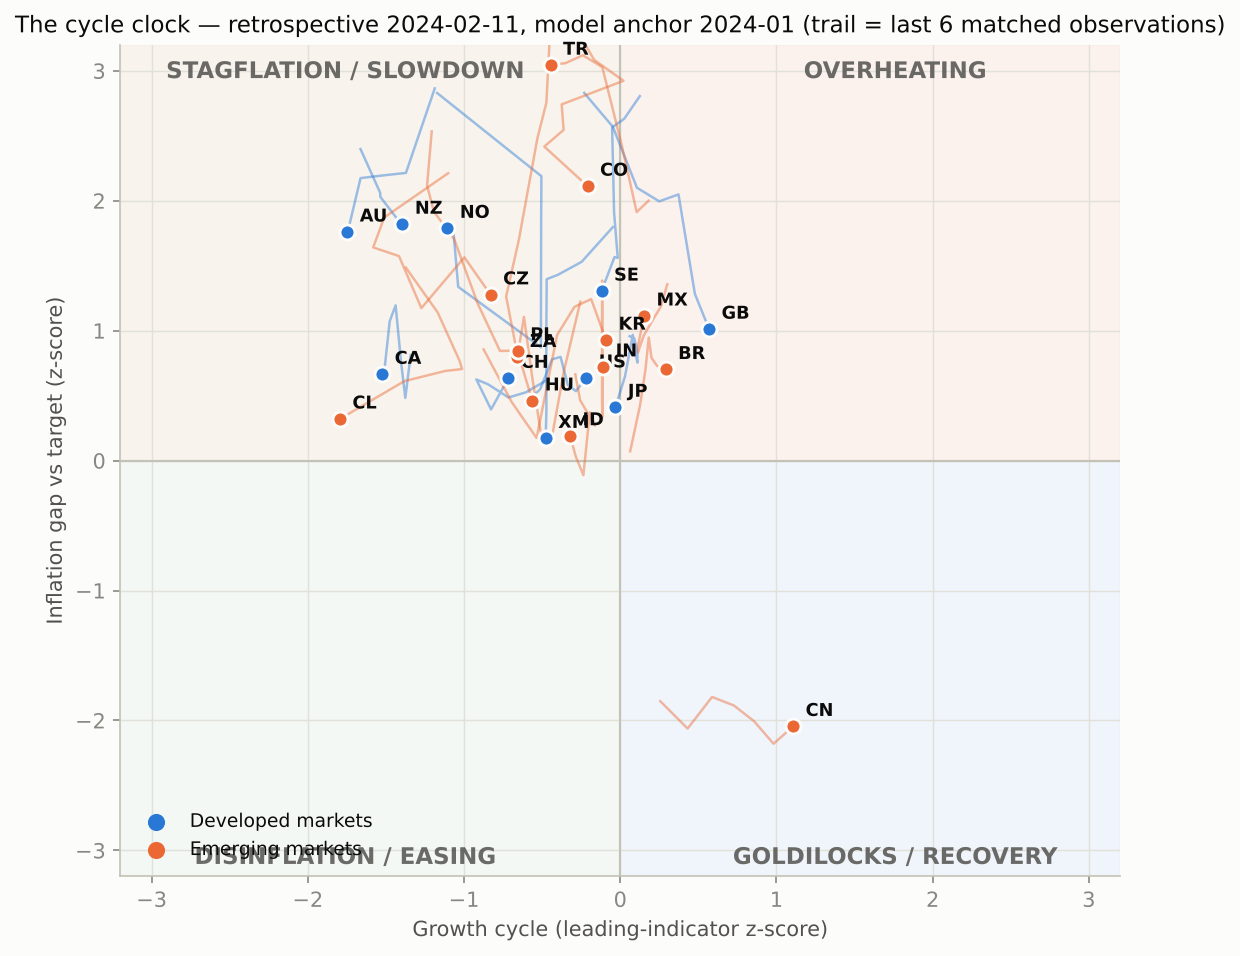 The cycle clock — retrospective 2024-02-11, model anchor 2024-01 (trail = last 6 matched observations)
STAGFLATION / SLOWDOWN
OVERHEATING
TR
CO
AU
NZ
NO
CZ
SE
MX
GB
KR
PL
ZA
IN
US
BR
CH
CA
HU
JP
CL
XM
ID
CN
3
2
1
0
−1
−2
−3
Inflation gap vs target (z-score)
Developed markets
Emerging markets
DISINFLATION / EASING
GOLDILOCKS / RECOVERY
−3
−2
−1
0
1
2
3
Growth cycle (leading-indicator z-score)